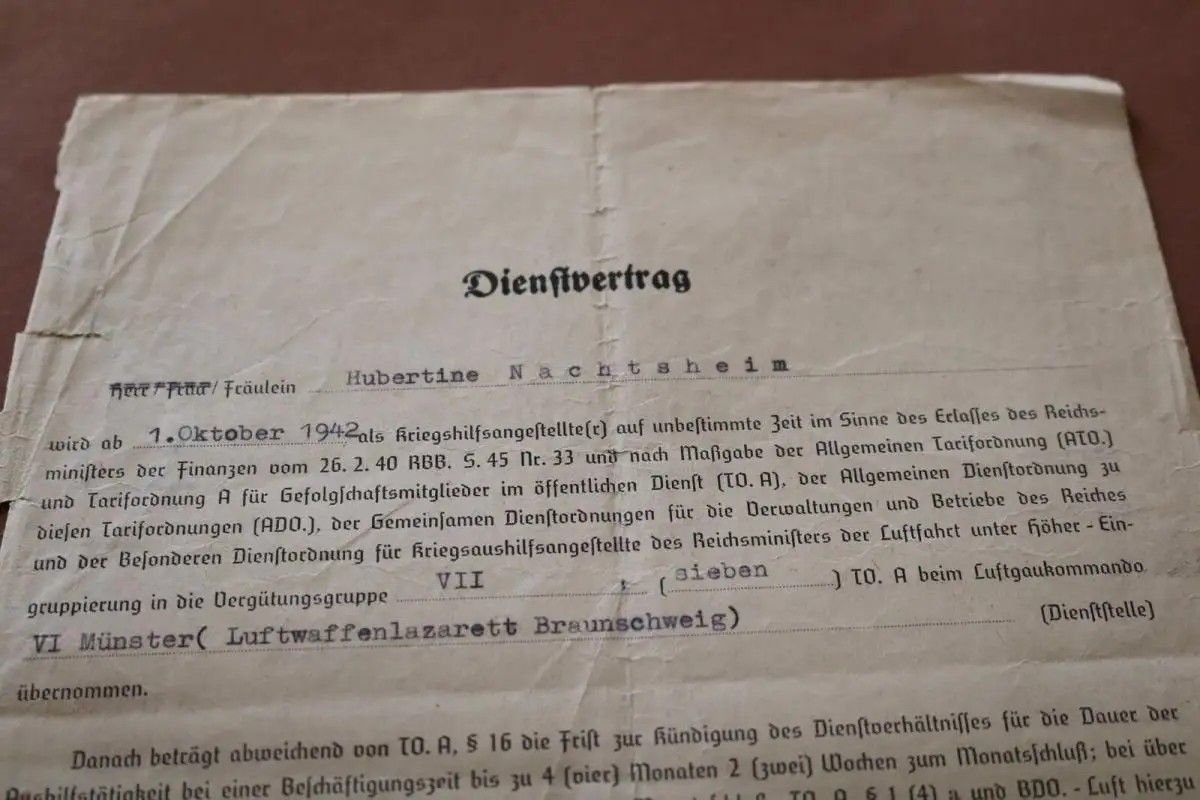 Dienstvertrag
Herr / Frau / Fräulein Hubertine Nachtsheim
wird ab 1.Oktober 1942 als Kriegshilfsangestellte(r) auf unbestimmte Zeit im Sinne des Erlasses des Reichs-
ministers der Finanzen vom 26. 2. 40 RBB. S. 45 Nr. 33 und nach Maßgabe der Allgemeinen Tarifordnung (ATO.)
und Tarifordnung A für Gefolgschaftsmitglieder im öffentlichen Dienst (TO. A), der Allgemeinen Dienstordnung zu
diesen Tarifordnungen (ADO.), der Gemeinsamen Dienstordnungen für die Verwaltungen und Betriebe des Reiches
und der Besonderen Dienstordnung für Kriegsaushilfsangestellte des Reichsministers der Luftfahrt unter Höher-Ein-
gruppierung in die Vergütungsgruppe VII , (sieben) TO. A beim Luftgaukommando
VI Münster( Luftwaffenlazarett Braunschweig) (Dienststelle)
übernommen.
Danach beträgt abweichend von TO. A, § 16 die Frist zur Kündigung des Dienstverhältnisses für die Dauer der
Aushilfstätigkeit bei einer Beschäftigungszeit bis zu 4 (vier) Monaten 2 (zwei) Wochen zum Monatsschluß; bei über
TO. A, § 1 (4) a und BDO. - Luft hierzu